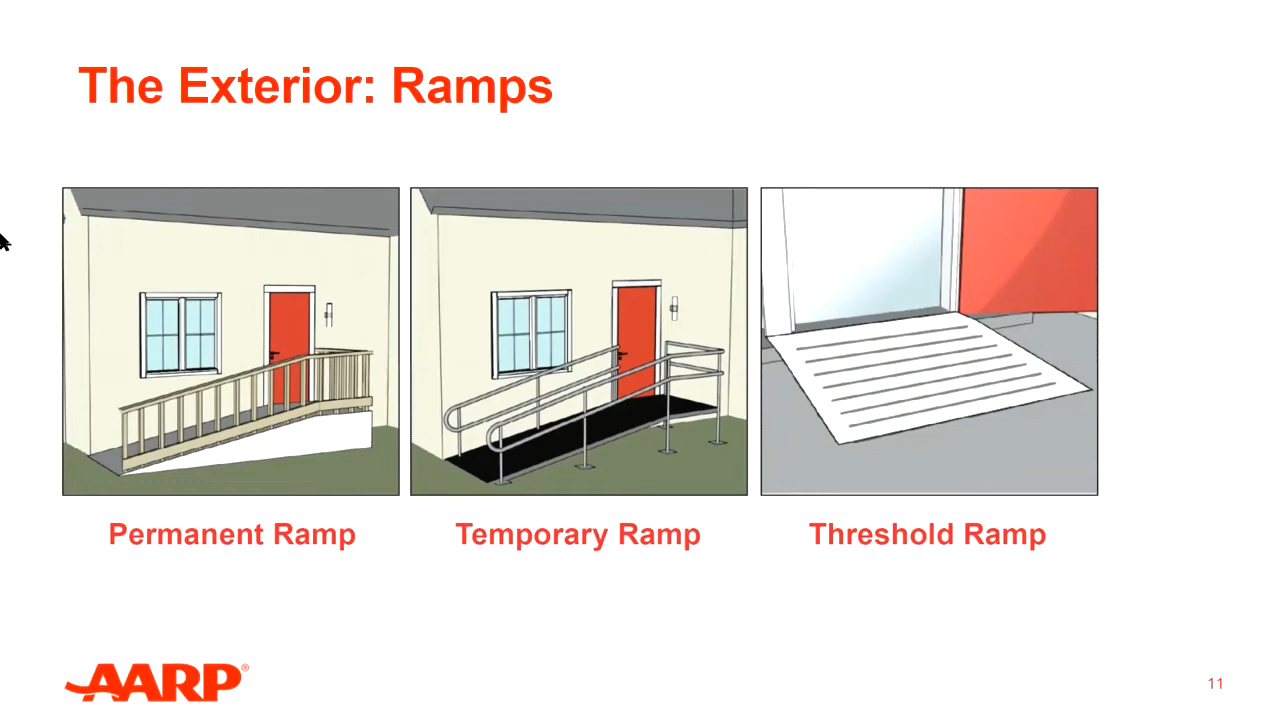 The Exterior: Ramps
Permanent Ramp
Temporary Ramp
Threshold Ramp
AARP®
11